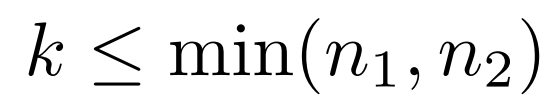 k ≤ min(n₁, n₂)